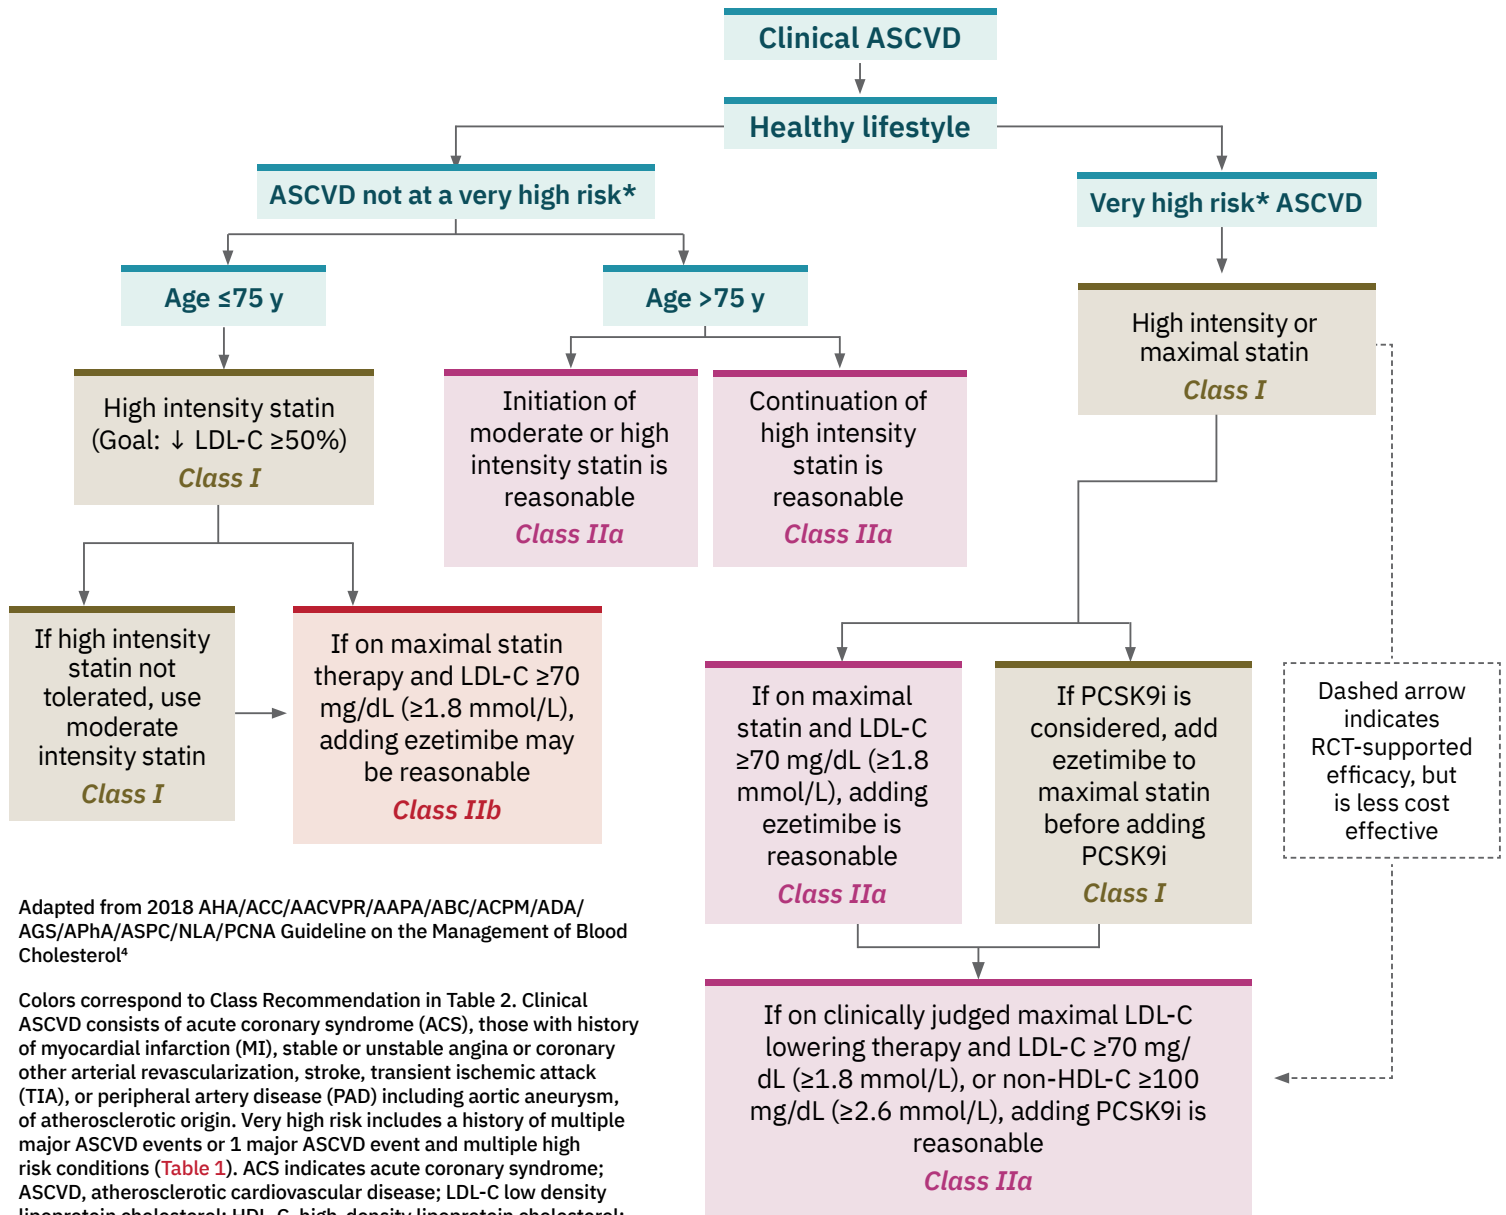 Clinical ASCVD
Healthy lifestyle
ASCVD not at a very high risk*
Very high risk* ASCVD
Age ≤75 y
Age >75 y
High intensity or
maximal statin
Class I
High intensity statin
(Goal: ↓ LDL-C ≥50%)
Class I
Initiation of
moderate or high
intensity statin is
reasonable
Class IIa
Continuation of
high intensity
statin is
reasonable
Class IIa
If high intensity
statin not
tolerated, use
moderate
intensity statin
Class I
If on maximal statin
therapy and LDL-C ≥70
mg/dL (≥1.8 mmol/L),
adding ezetimibe may
be reasonable
Class IIb
If on maximal
statin and LDL-C
≥70 mg/dL (≥1.8
mmol/L), adding
ezetimibe is
reasonable
Class IIa
If PCSK9i is
considered, add
ezetimibe to
maximal statin
before adding
PCSK9i
Class I
Dashed arrow
indicates
RCT-supported
efficacy, but
is less cost
effective
If on clinically judged maximal LDL-C
lowering therapy and LDL-C ≥70 mg/
dL (≥1.8 mmol/L), or non-HDL-C ≥100
mg/dL (≥2.6 mmol/L), adding PCSK9i is
reasonable
Class IIa
Adapted from 2018 AHA/ACC/AACVPR/AAPA/ABC/ACPM/ADA/
AGS/APhA/ASPC/NLA/PCNA Guideline on the Management of Blood
Cholesterol⁴
Colors correspond to Class Recommendation in Table 2. Clinical
ASCVD consists of acute coronary syndrome (ACS), those with history
of myocardial infarction (MI), stable or unstable angina or coronary
other arterial revascularization, stroke, transient ischemic attack
(TIA), or peripheral artery disease (PAD) including aortic aneurysm,
of atherosclerotic origin. Very high risk includes a history of multiple
major ASCVD events or 1 major ASCVD event and multiple high
risk conditions (Table 1). ACS indicates acute coronary syndrome;
ASCVD, atherosclerotic cardiovascular disease; LDL-C low density
lipoprotein cholesterol; HDL-C, high-density lipoprotein cholesterol;